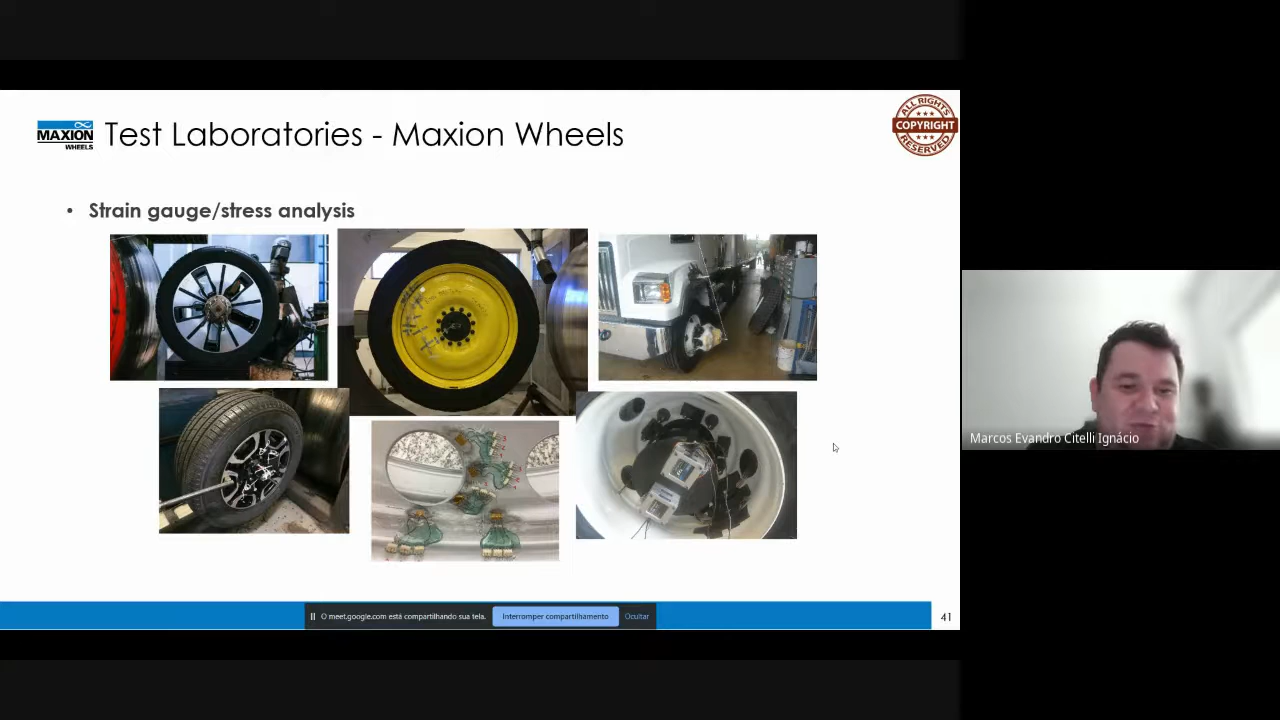 MAXION
WHEELS
Test Laboratories - Maxion Wheels
ALL RIGHTS
COPYRIGHT
RESERVED
• Strain gauge/stress analysis
Marcos Evandro Citelli Ignácio
O meet.google.com está compartilhando sua tela.
Interromper compartilhamento
Ocultar
41